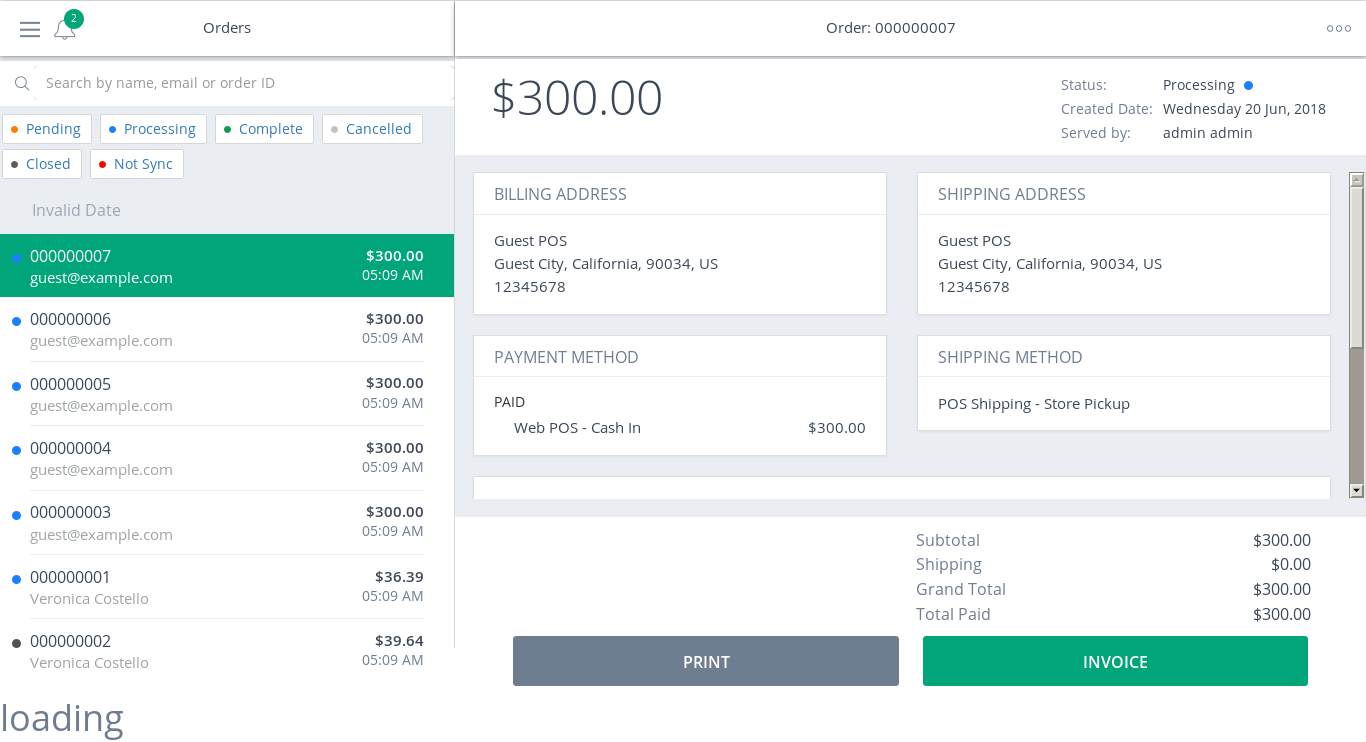 2
Orders
Search by name, email or order ID
Pending
Processing
Complete
Cancelled
Closed
Not Sync
Invalid Date
000000007 $300.00
guest@example.com 05:09 AM
000000006 $300.00
guest@example.com 05:09 AM
000000005 $300.00
guest@example.com 05:09 AM
000000004 $300.00
guest@example.com 05:09 AM
000000003 $300.00
guest@example.com 05:09 AM
000000001 $36.39
Veronica Costello 05:09 AM
000000002 $39.64
Veronica Costello 05:09 AM
loading
Order: 000000007
$300.00
Status: Processing
Created Date: Wednesday 20 Jun, 2018
Served by: admin admin
BILLING ADDRESS
Guest POS
Guest City, California, 90034, US
12345678
SHIPPING ADDRESS
Guest POS
Guest City, California, 90034, US
12345678
PAYMENT METHOD
PAID
Web POS - Cash In $300.00
SHIPPING METHOD
POS Shipping - Store Pickup
Subtotal $300.00
Shipping $0.00
Grand Total $300.00
Total Paid $300.00
PRINT
INVOICE